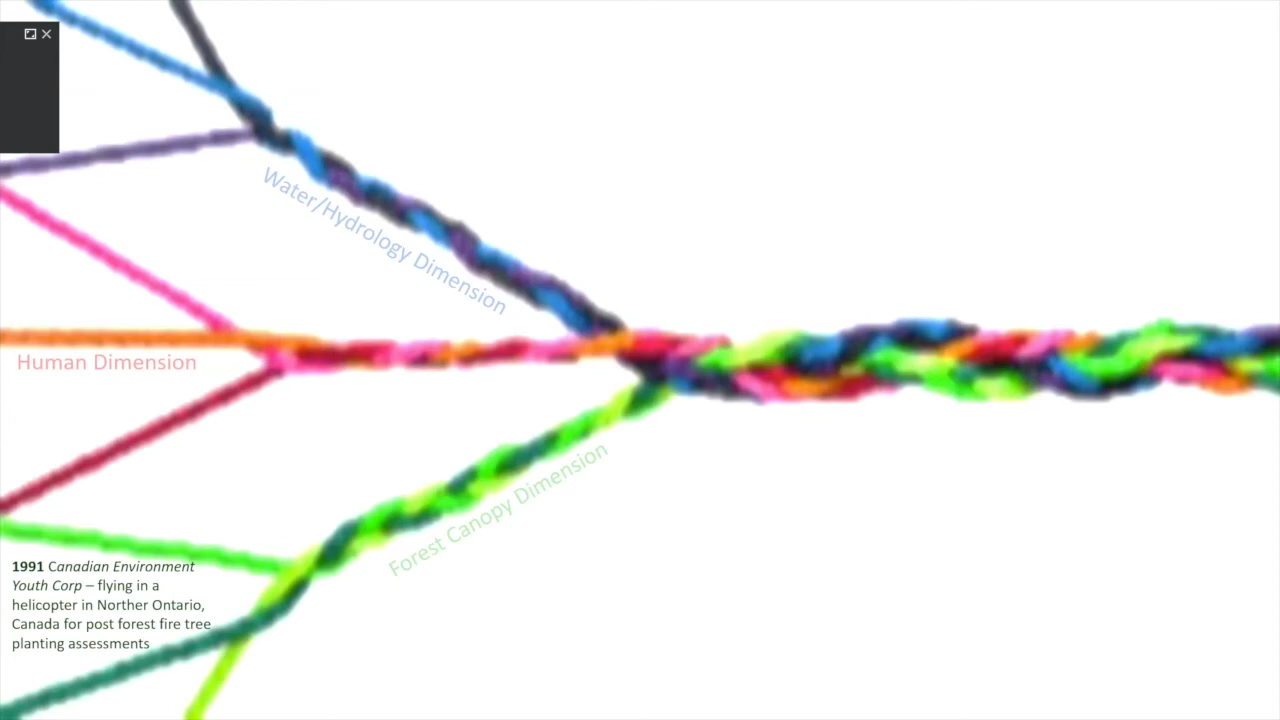 Water/Hydrology Dimension
Human Dimension
Forest Canopy Dimension
1991 Canadian Environment
Youth Corp – flying in a
helicopter in Norther Ontario,
Canada for post forest fire tree
planting assessments